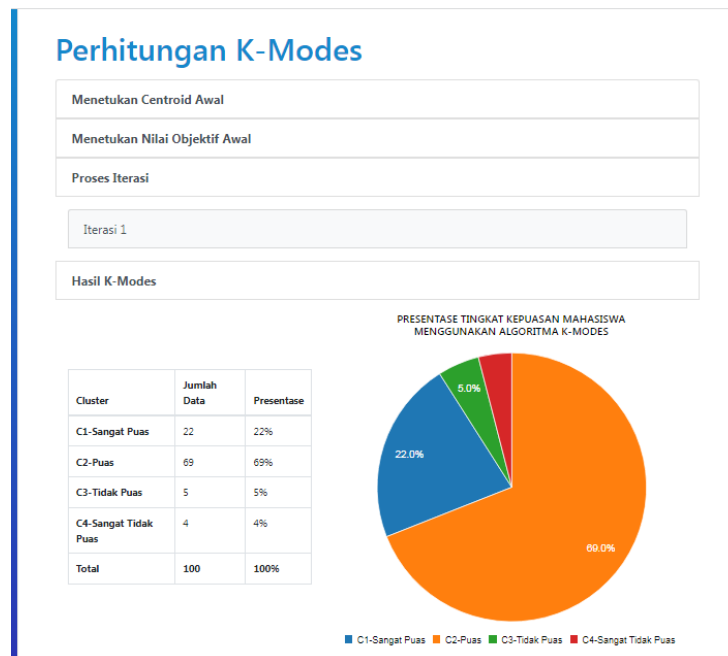 Perhitungan K-Modes
Menetukan Centroid Awal
Menetukan Nilai Objektif Awal
Proses Iterasi
Iterasi 1
Hasil K-Modes
Cluster Jumlah Data Presentase
C1-Sangat Puas 22 22%
C2-Puas 69 69%
C3-Tidak Puas 5 5%
C4-Sangat Tidak Puas 4 4%
Total 100 100%
PRESENTASE TINGKAT KEPUASAN MAHASISWA
MENGGUNAKAN ALGORITMA K-MODES
5.0%
22.0%
69.0%
C1-Sangat Puas C2-Puas C3-Tidak Puas C4-Sangat Tidak Puas